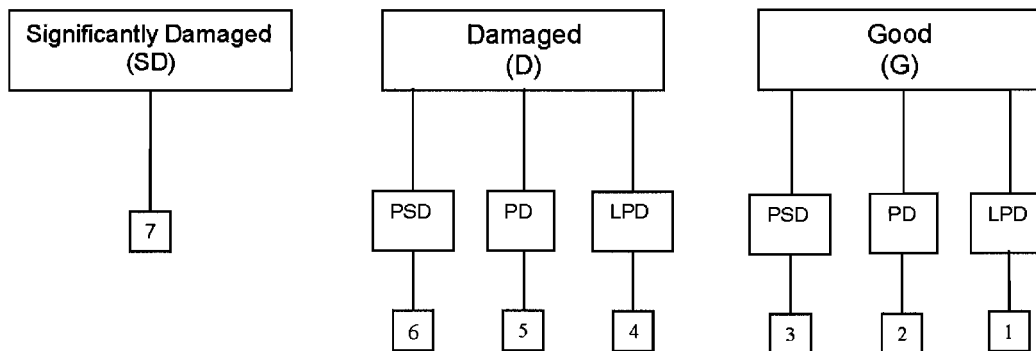 Significantly Damaged
(SD)
Damaged
(D)
Good
(G)
PSD
PD
LPD
PSD
PD
LPD
7
6
5
4
3
2
1